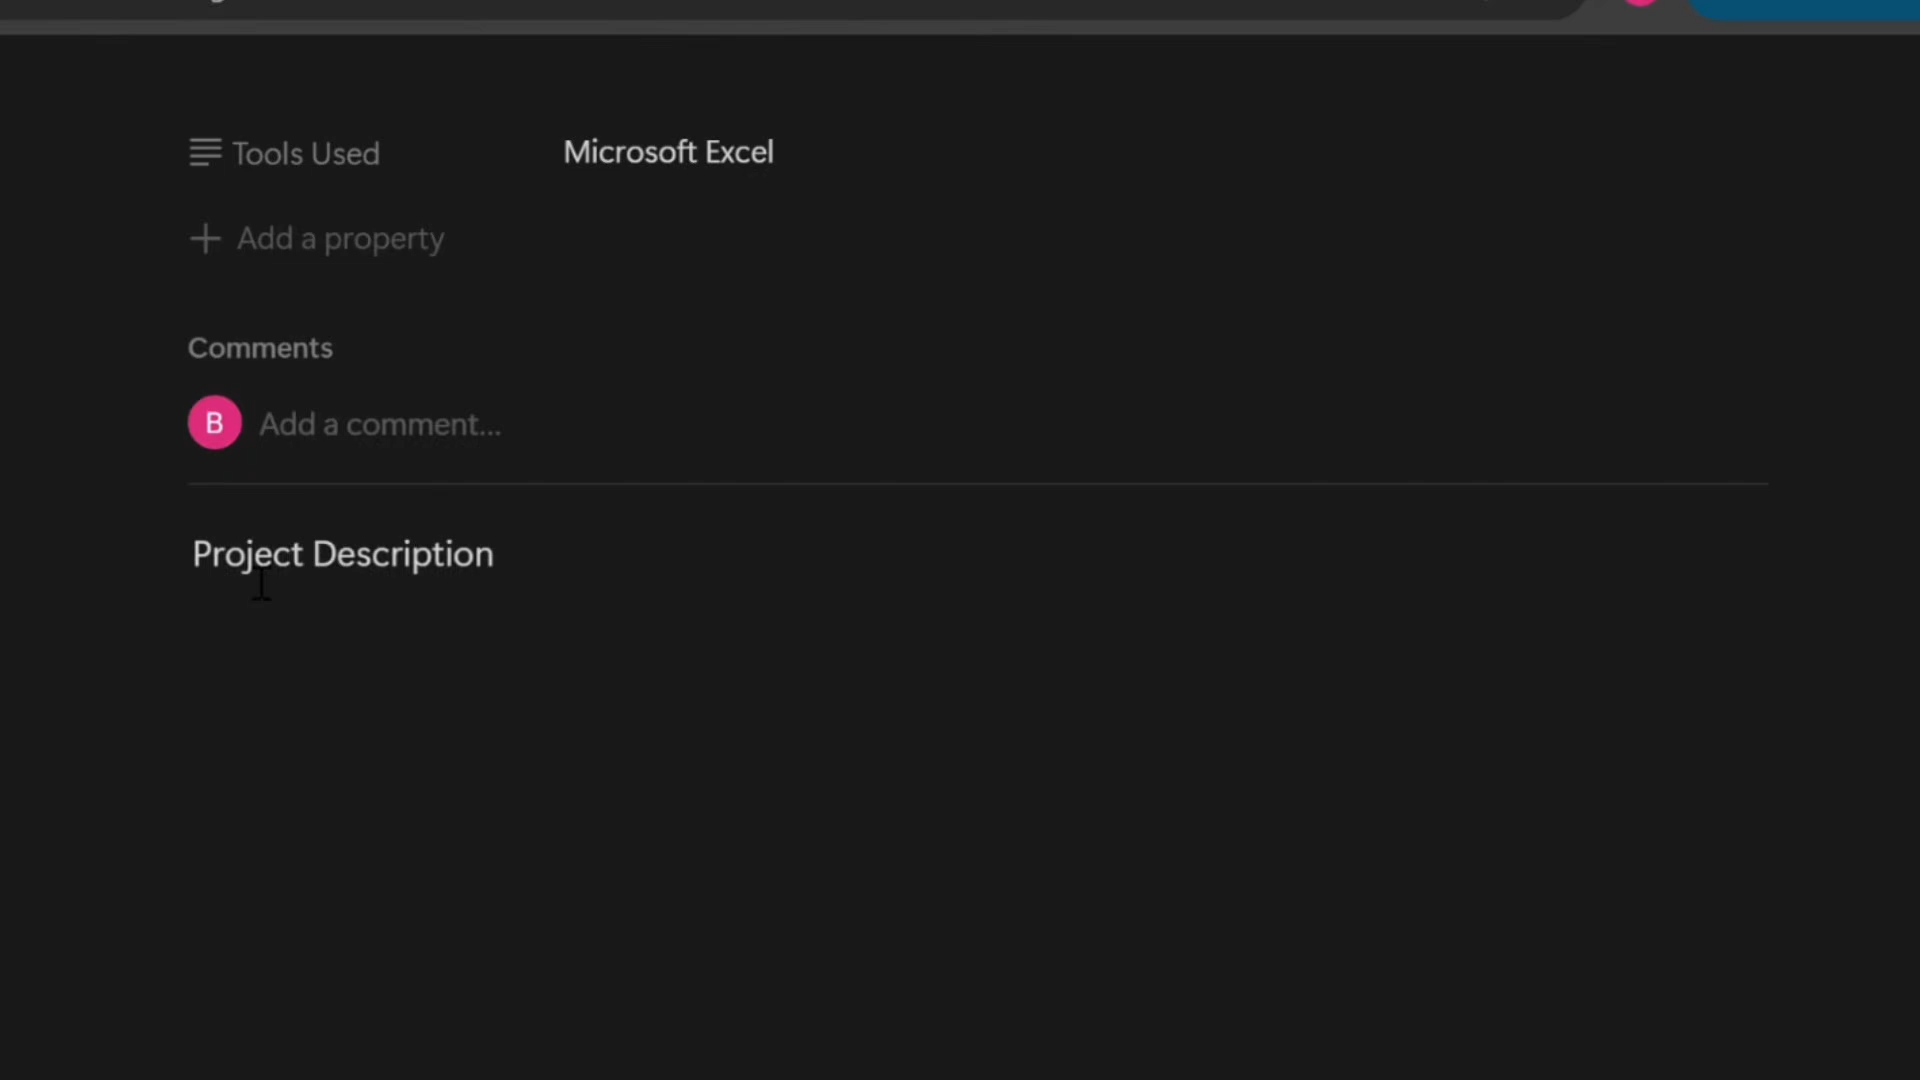 Tools Used
Microsoft Excel
Add a property
Comments
B
Add a comment...
Project Description